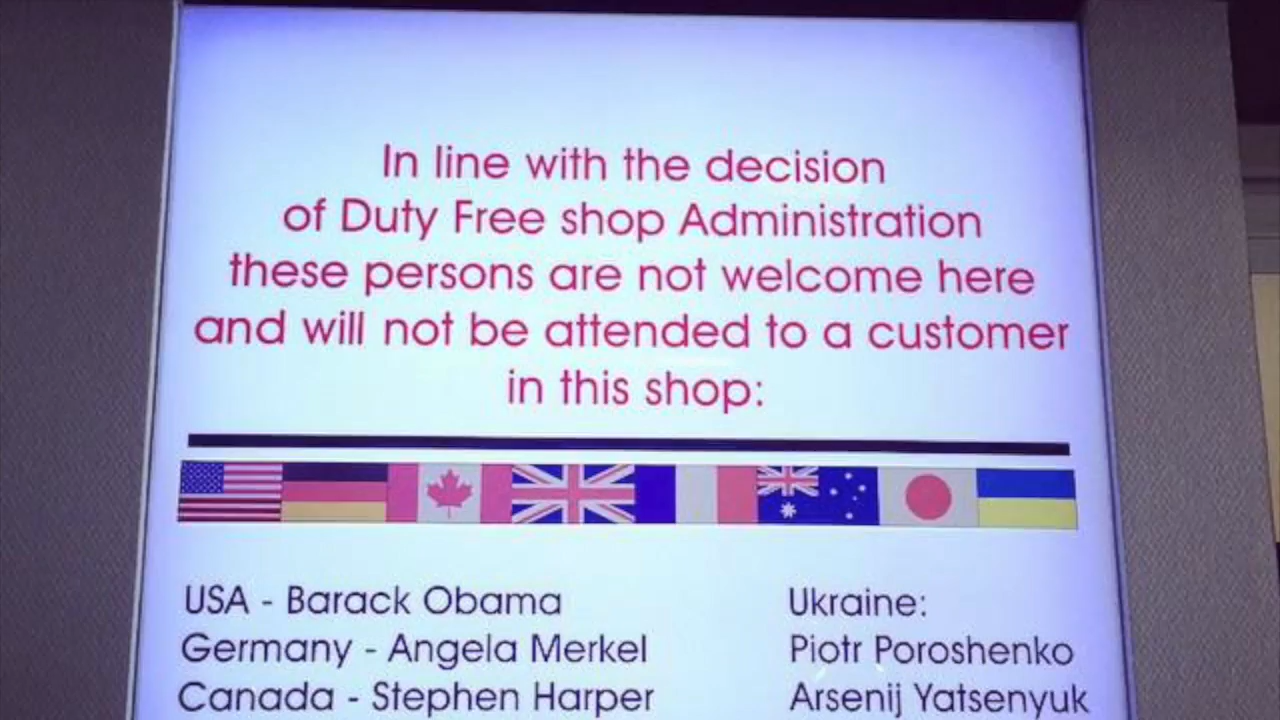 In line with the decision
of Duty Free shop Administration
these persons are not welcome here
and will not be attended to a customer
in this shop:
USA - Barack Obama
Germany - Angela Merkel
Canada - Stephen Harper
Ukraine:
Piotr Poroshenko
Arsenij Yatsenyuk